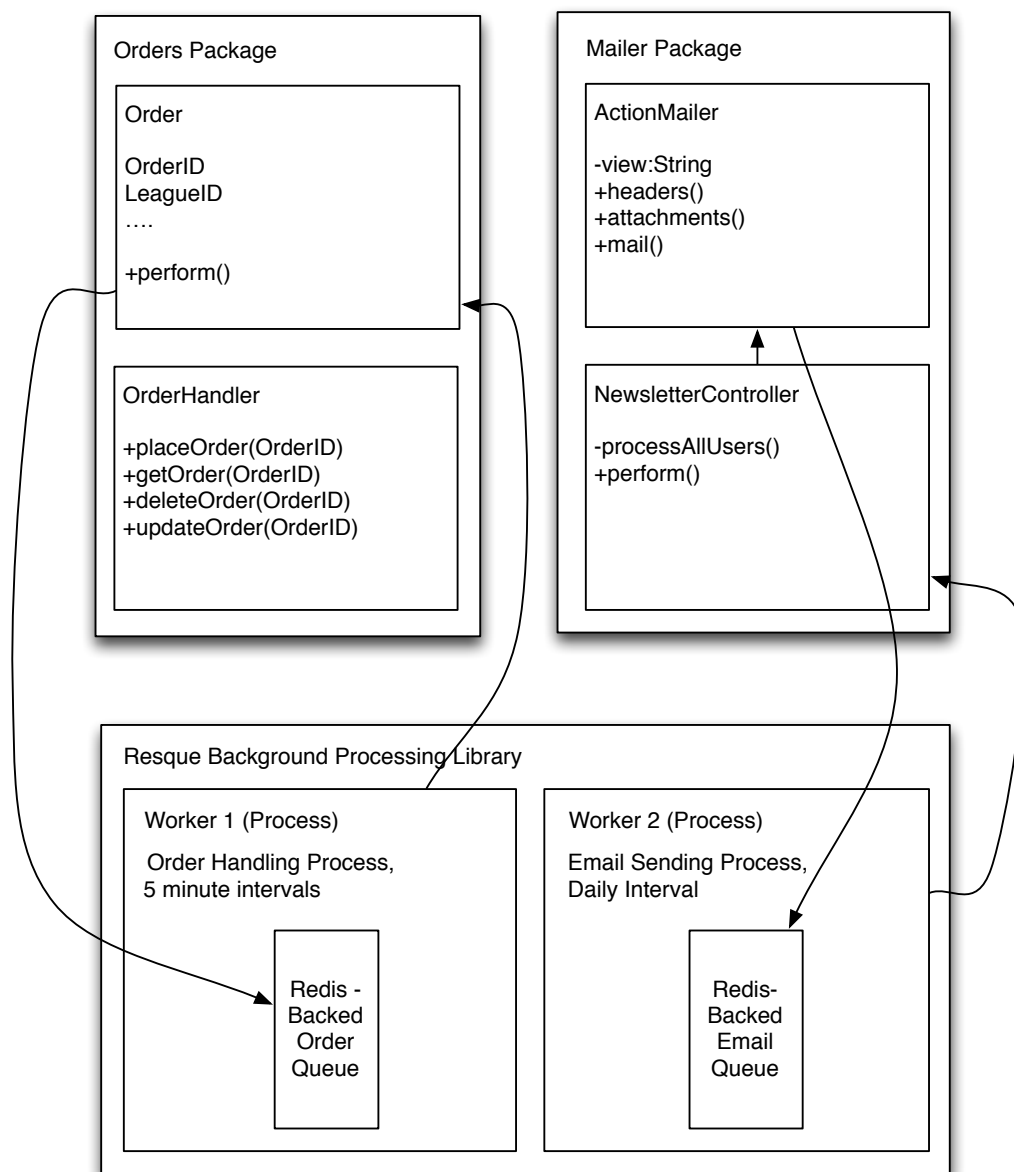 Orders Package
Order
OrderID
LeagueID
....
+perform()
OrderHandler
+placeOrder(OrderID)
+getOrder(OrderID)
+deleteOrder(OrderID)
+updateOrder(OrderID)
Mailer Package
ActionMailer
-view:String
+headers()
+attachments()
+mail()
NewsletterController
-processAllUsers()
+perform()
Resque Background Processing Library
Worker 1 (Process)
Order Handling Process,
5 minute intervals
Redis -
Backed
Order
Queue
Worker 2 (Process)
Email Sending Process,
Daily Interval
Redis-
Backed
Email
Queue